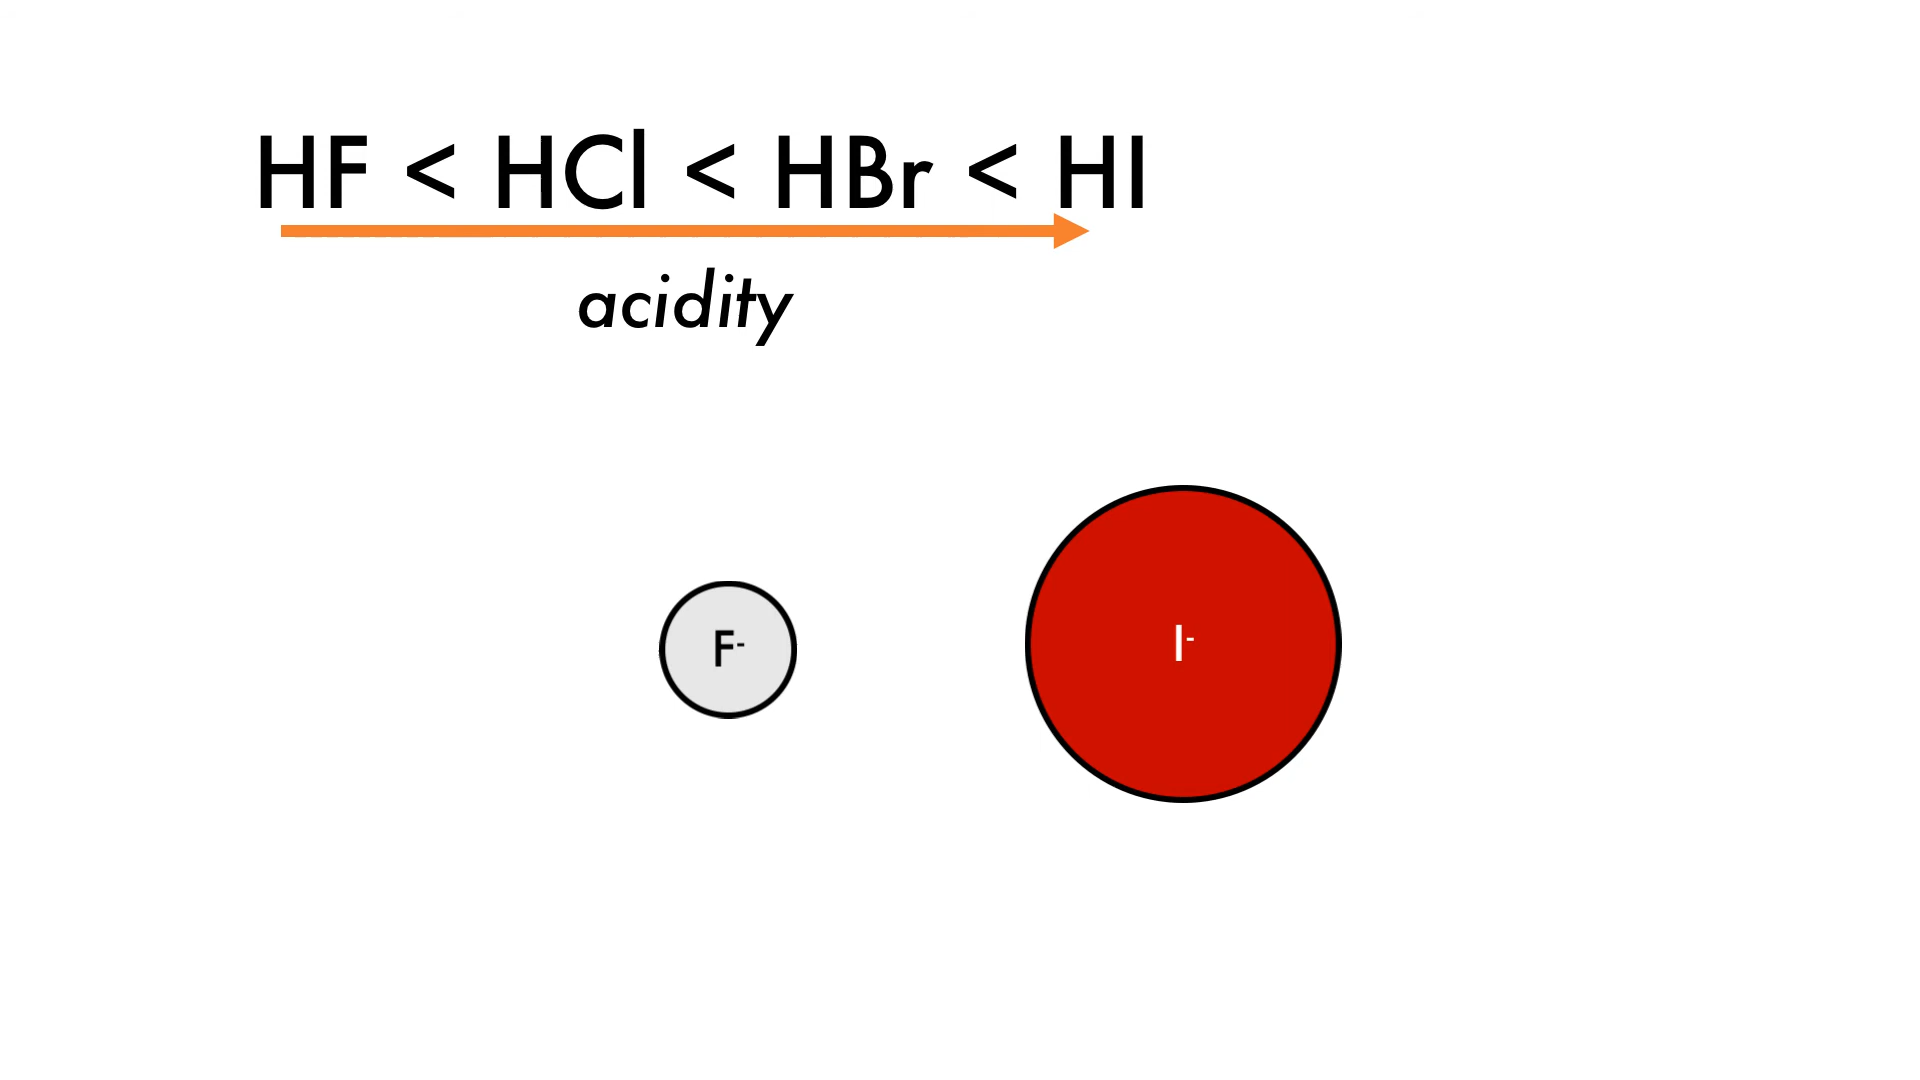 HF < HCl < HBr < HI
acidity
F-
I-